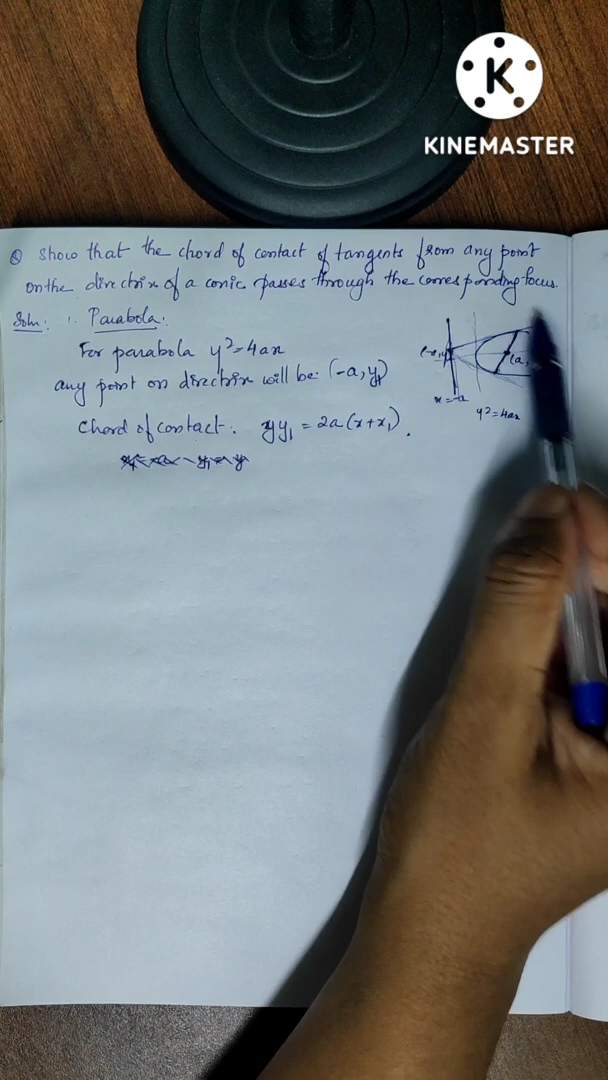 KINEMASTER
Q Show that the chord of contact of tangents from any point
on the directrix of a conic passes through the corresponding focus.
Soln: 1. Parabola:
For parabola y²=4ax
any point on directrix will be: (-a, y₁)
Chord of contact: yy₁ = 2a(x+x₁).
(-a, y₁)
(a,
x=-a
y²=4ax